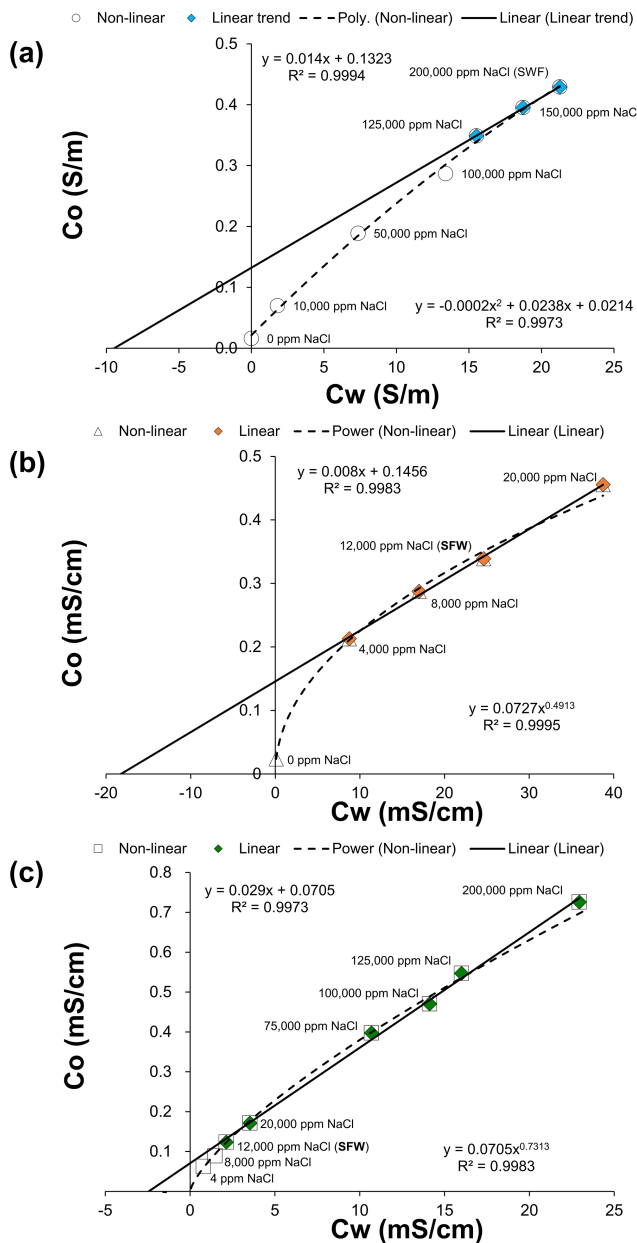 Non-linear Linear trend Poly. (Non-linear) Linear (Linear trend)
(a)
0.5
y = 0.014x + 0.1323
R² = 0.9994
200,000 ppm NaCl (SWF)
0.4
150,000 ppm NaC
125,000 ppm NaCl
Co (S/m)
0.3
100,000 ppm NaCl
0.2
50,000 ppm NaCl
0.1
10,000 ppm NaCl
y = -0.0002x² + 0.0238x + 0.0214
R² = 0.9973
0 ppm NaCl
0.0
-10 -5 0 5 10 15 20 25
Cw (S/m)
Non-linear Linear Power (Non-linear) Linear (Linear)
(b)
0.5
y = 0.008x + 0.1456
R² = 0.9983
20,000 ppm NaCl
0.4
12,000 ppm NaCl (SFW)
Co (mS/cm)
0.3
8,000 ppm NaCl
0.2
4,000 ppm NaCl
0.1
y = 0.0727x^0.4913
R² = 0.9995
0 ppm NaCl
0
-20 -10 0 10 20 30 40
Cw (mS/cm)
Non-linear Linear Power (Non-linear) Linear (Linear)
(c)
0.8
y = 0.029x + 0.0705
R² = 0.9973
200,000 ppm NaCl
0.7
0.6
125,000 ppm NaCl
Co (mS/cm)
0.5
100,000 ppm NaCl
0.4
75,000 ppm NaCl
0.3
0.2
20,000 ppm NaCl
12,000 ppm NaCl (SFW)
0.1
8,000 ppm NaCl
4 ppm NaCl
y = 0.0705x^0.7313
R² = 0.9983
-
-5 0 5 10 15 20 25
Cw (mS/cm)